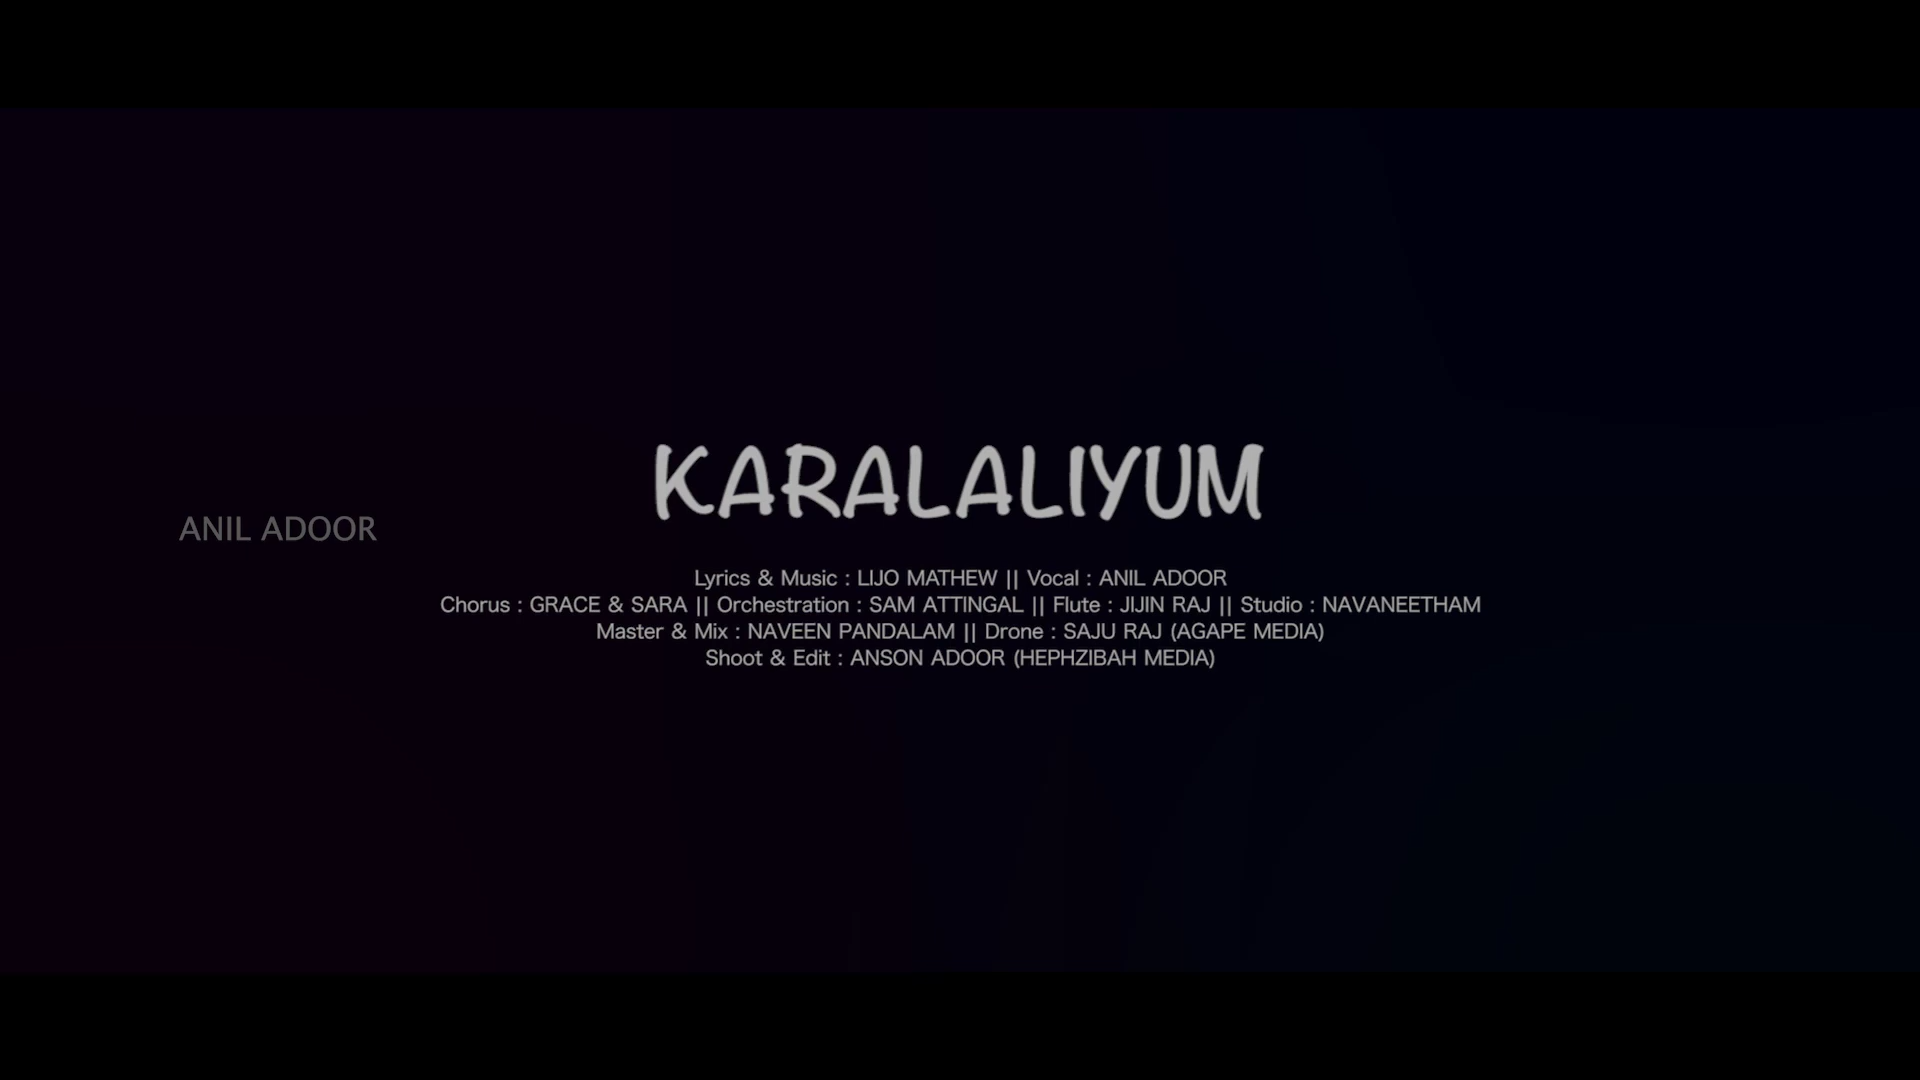 KARALALIYUM
ANIL ADOOR
Lyrics & Music : LIJO MATHEW || Vocal : ANIL ADOOR
Chorus : GRACE & SARA || Orchestration : SAM ATTINGAL || Flute : JIJIN RAJ || Studio : NAVANEETHAM
Master & Mix : NAVEEN PANDALAM || Drone : SAJU RAJ (AGAPE MEDIA)
Shoot & Edit : ANSON ADOOR (HEPHZIBAH MEDIA)